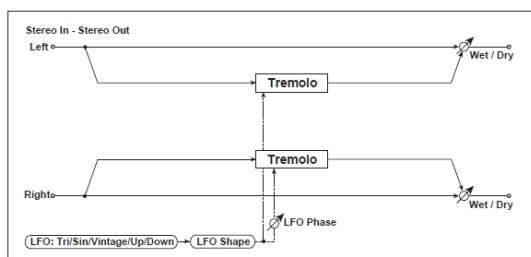 Stereo In - Stereo Out
Left
Wet / Dry
Tremolo
Tremolo
Right
Wet / Dry
LFO Phase
LFO: Tri/Sin/Vintage/Up/Down
LFO Shape